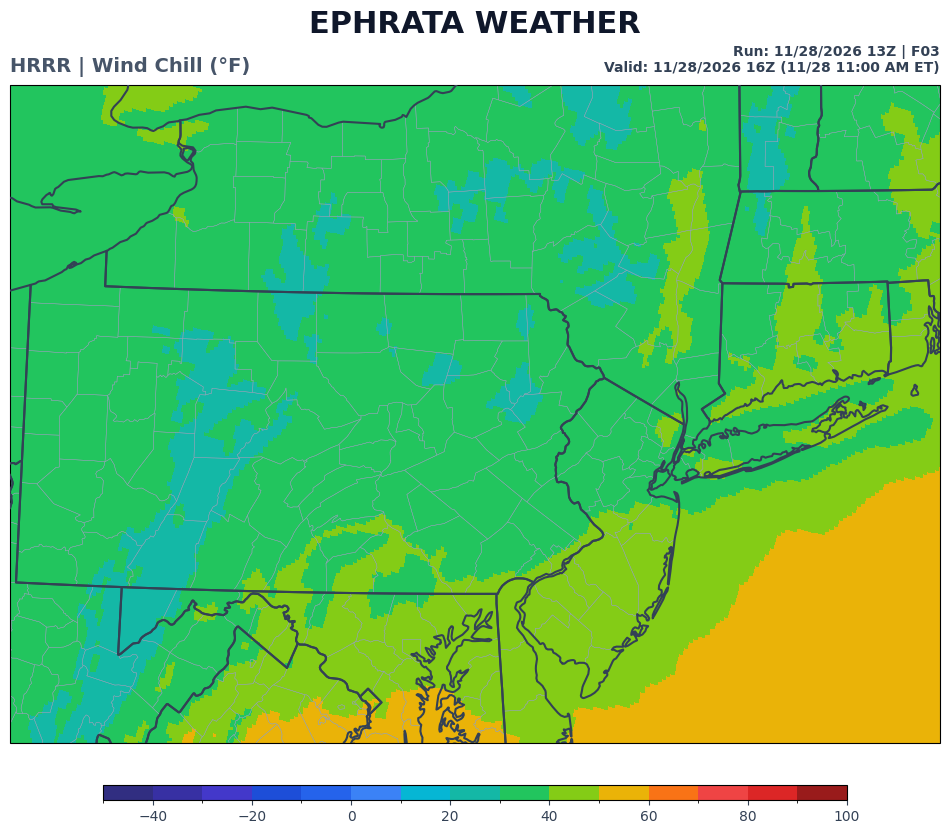 EPHRATA WEATHER
HRRR | Wind Chill (°F)
Run: 11/28/2026 13Z | F03
Valid: 11/28/2026 16Z (11/28 11:00 AM ET)
−40 −20 0 20 40 60 80 100